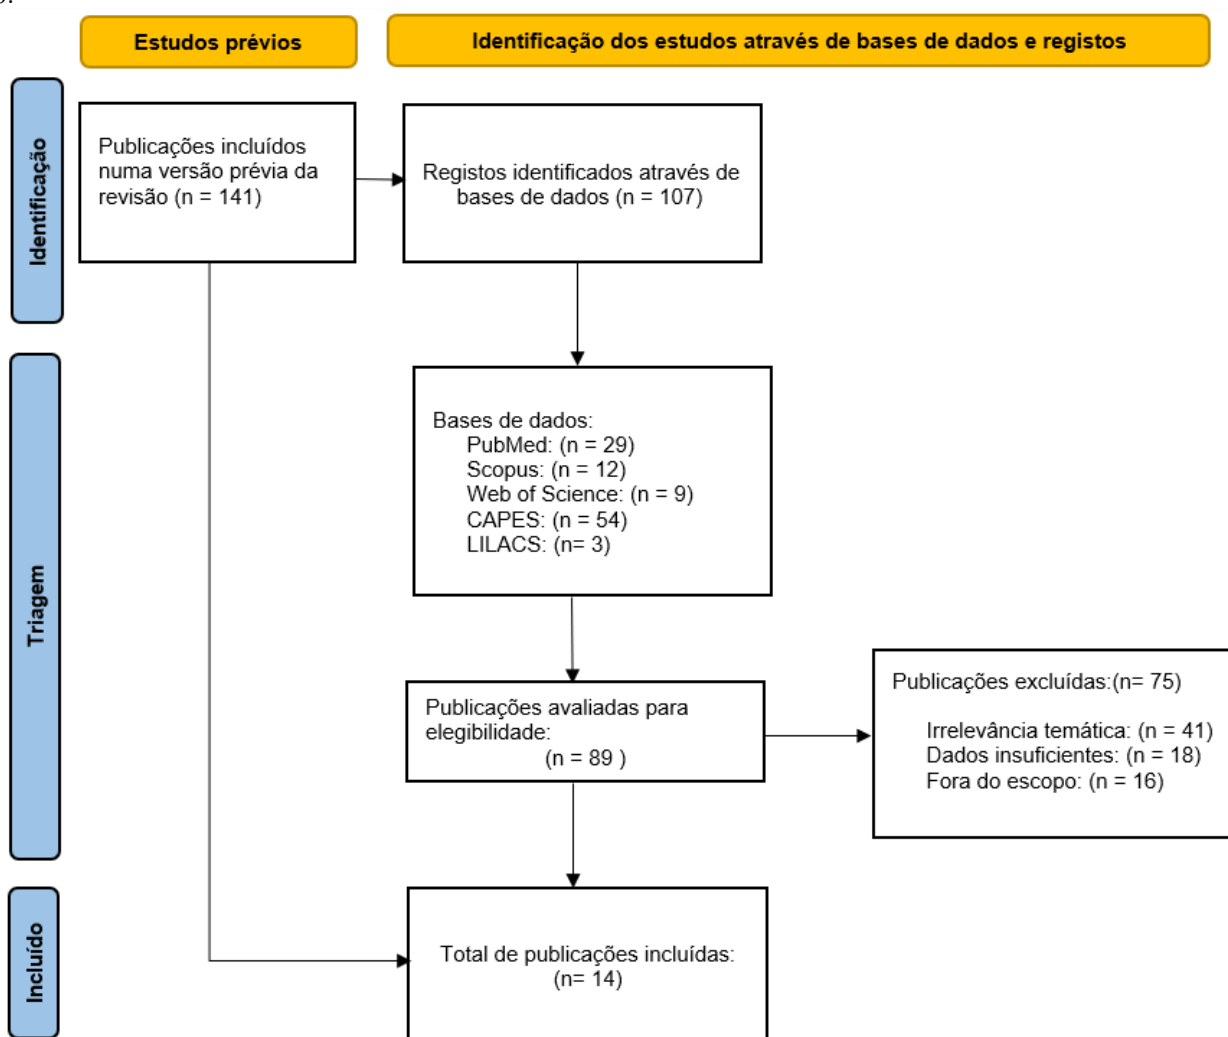 Estudos prévios
Identificação dos estudos através de bases de dados e registos
Identificação
Publicações incluídos
numa versão prévia da
revisão (n = 141)
Registos identificados através de
bases de dados (n = 107)
Triagem
Bases de dados:
PubMed: (n = 29)
Scopus: (n = 12)
Web of Science: (n = 9)
CAPES: (n = 54)
LILACS: (n= 3)
Publicações avaliadas para
elegibilidade:
(n = 89 )
Publicações excluídas:(n= 75)
Irrelevância temática: (n = 41)
Dados insuficientes: (n = 18)
Fora do escopo: (n = 16)
Incluído
Total de publicações incluídas:
(n= 14)